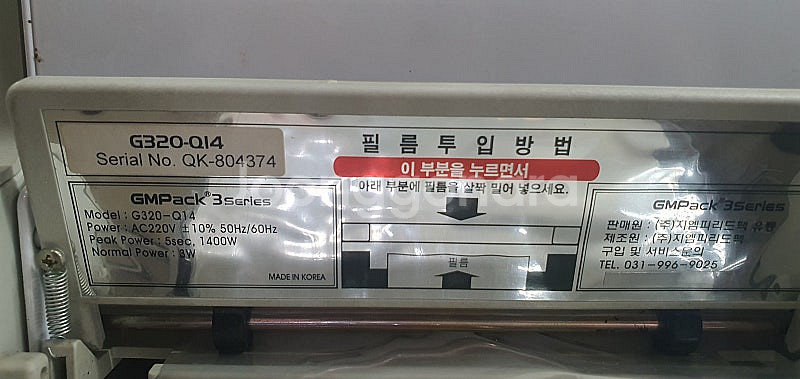 G320-Q14
Serial No. QK-804374
GMPack® 3 Series
Model : G320-Q14
Power : AC220V ±10% 50Hz/60Hz
Peak Power : 5sec, 1400W
Normal Power : 3W
MADE IN KOREA
필 름 투 입 방 법
이 부분을 누르면서
아래 부분에 필름을 살짝 밀어 넣으세요.
필름
GMPack® 3 Series
판매원 : (주)지엠피리드텍 유통
제조원 : (주)지엠피리드텍
구입 및 서비스문의
TEL. 031-996-9025